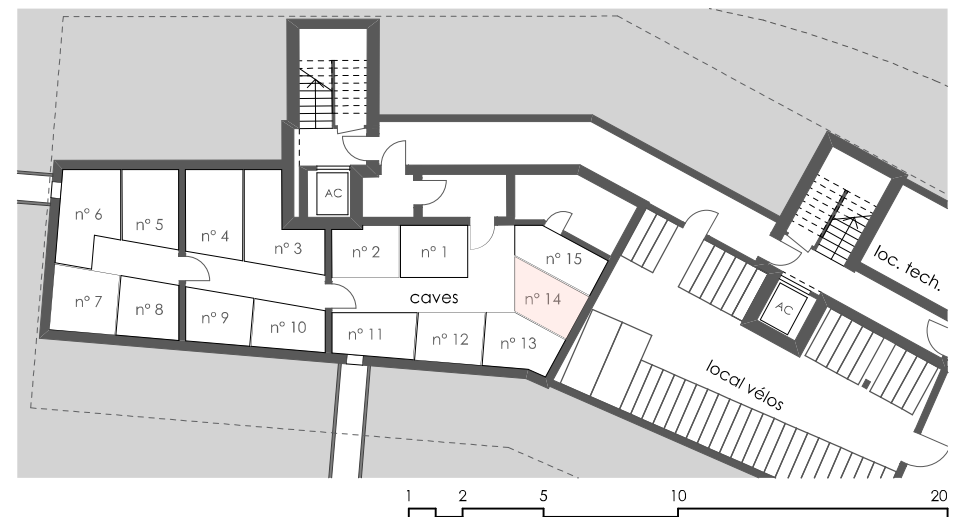 AC
n° 6
n° 5
n° 4
n° 3
n° 2
n° 1
n° 15
loc. tech.
n° 14
caves
AC
n° 7
n° 8
n° 9
n° 10
n° 11
n° 12
n° 13
local vélos
1 2 5 10 20